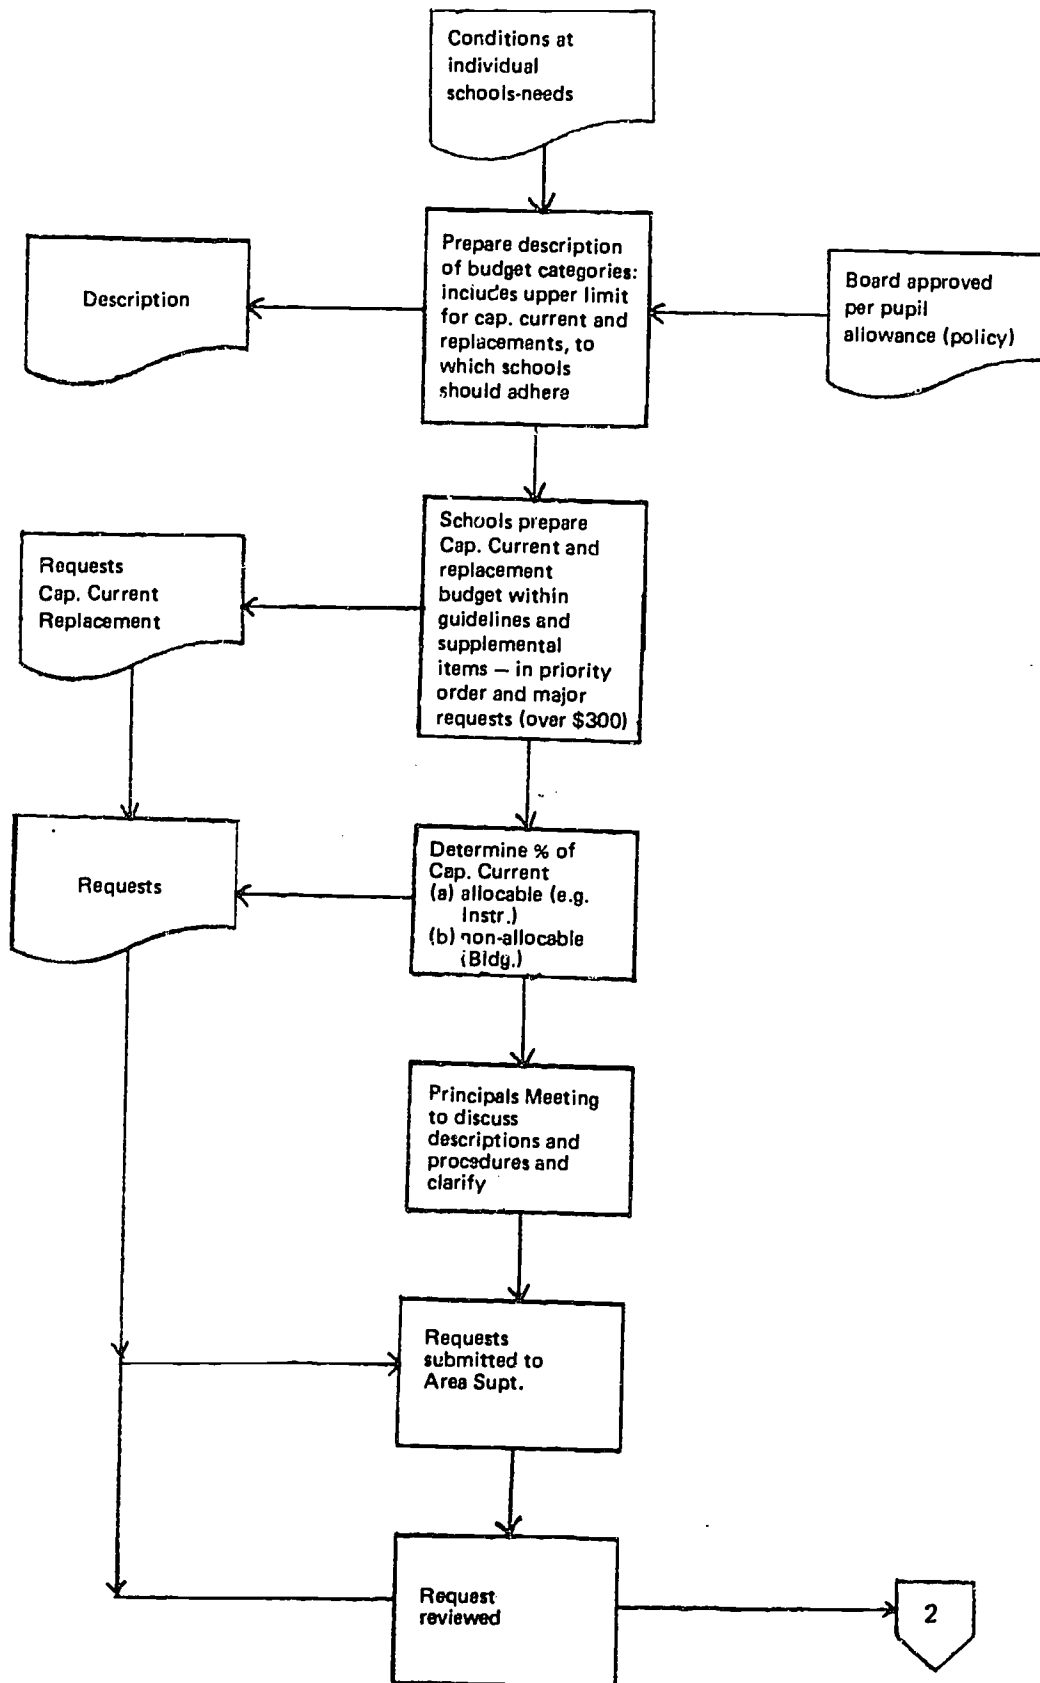 Conditions at
individual
schools-needs
Prepare description
of budget categories:
includes upper limit
for cap. current and
replacements, to
which schools
should adhere
Description
Board approved
per pupil
allowance (policy)
Schools prepare
Cap. Current and
replacement
budget within
guidelines and
supplemental
items — in priority
order and major
requests (over $300)
Requests
Cap. Current
Replacement
Determine % of
Cap. Current
(a) allocable (e.g.
Instr.)
(b) non-allocable
(Bldg.)
Requests
Principals Meeting
to discuss
descriptions and
procedures and
clarify
Requests
submitted to
Area Supt.
Request
reviewed
2